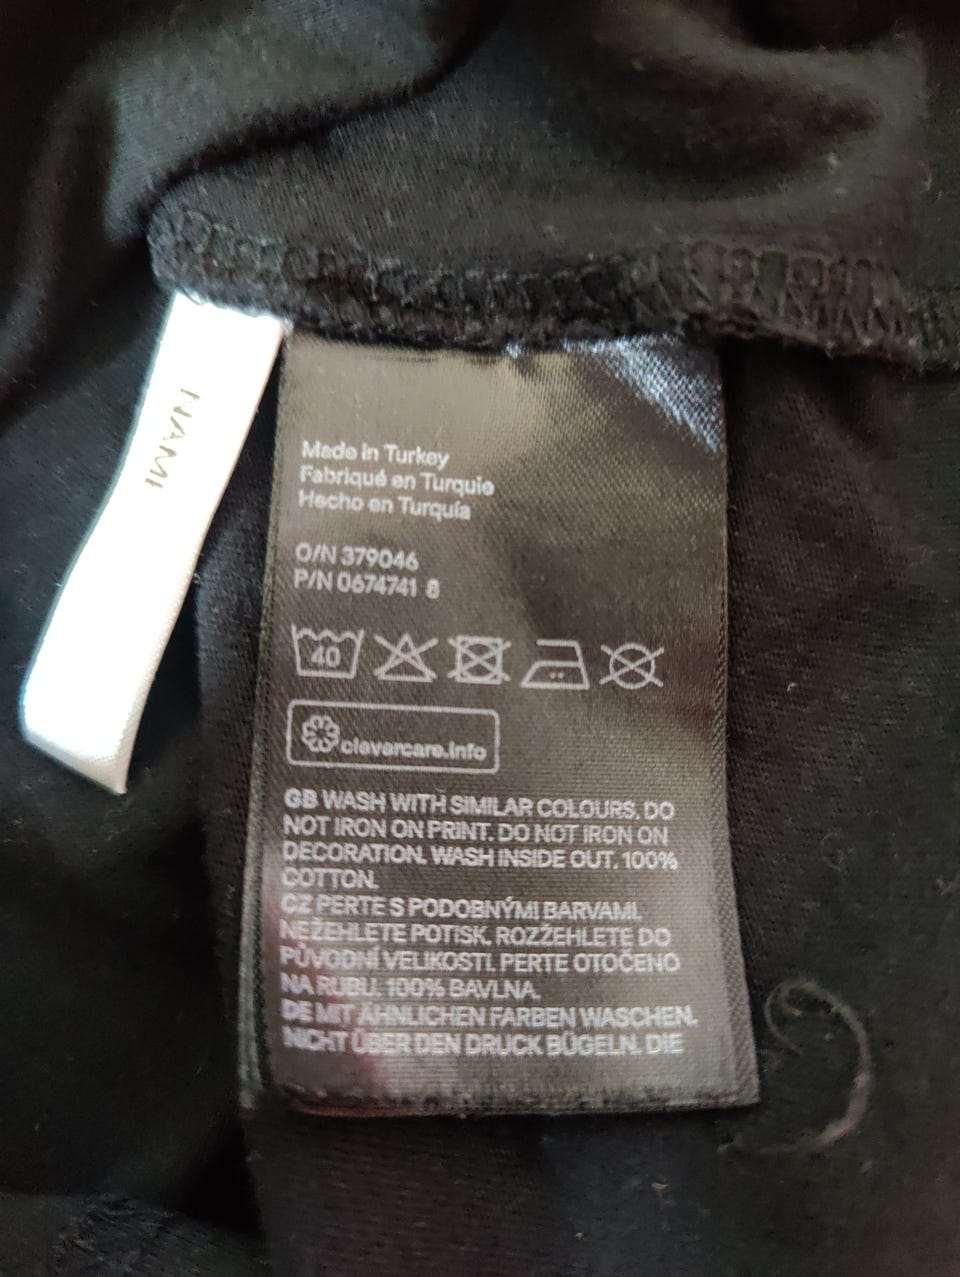 HAMI
Made in Turkey
Fabriqué en Turquie
Hecho en Turquía
O/N 379046
P/N 0674741 8
40
clevercare.info
GB WASH WITH SIMILAR COLOURS. DO
NOT IRON ON PRINT. DO NOT IRON ON
DECORATION. WASH INSIDE OUT. 100%
COTTON.
CZ PERTE S PODOBNÝMI BARVAMI.
NEŽEHLETE POTISK. ROZŽEHLETE DO
PŮVODNÍ VELIKOSTI. PERTE OTOČENO
NA RUBU. 100% BAVLNA.
DE MIT ÄHNLICHEN FARBEN WASCHEN.
NICHT ÜBER DEN DRUCK BÜGELN. DIE